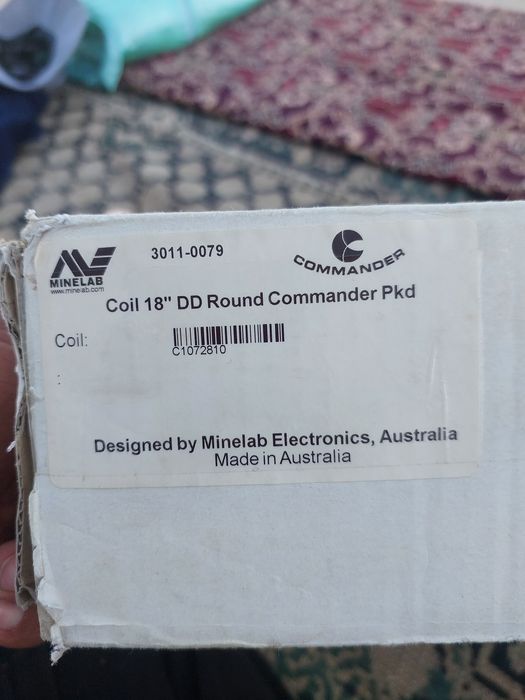 MINELAB
www.minelab.com
3011-0079
COMMANDER
Coil 18" DD Round Commander Pkd
Coil:
C1072810
:
Designed by Minelab Electronics, Australia
Made in Australia